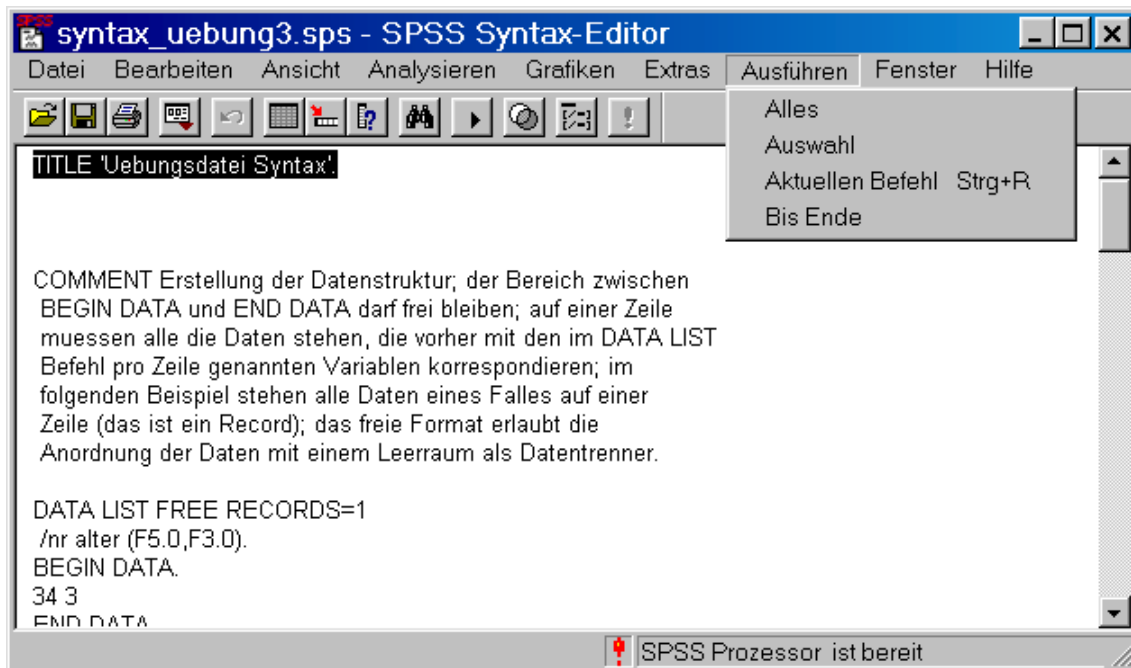 SPSS
syntax_uebung3.sps - SPSS Syntax-Editor
Datei Bearbeiten Ansicht Analysieren Grafiken Extras Ausführen Fenster Hilfe
Alles
Auswahl
Aktuellen Befehl Strg+R
Bis Ende
TITLE 'Uebungsdatei Syntax'.
COMMENT Erstellung der Datenstruktur; der Bereich zwischen
BEGIN DATA und END DATA darf frei bleiben; auf einer Zeile
muessen alle die Daten stehen, die vorher mit den im DATA LIST
Befehl pro Zeile genannten Variablen korrespondieren; im
folgenden Beispiel stehen alle Daten eines Falles auf einer
Zeile (das ist ein Record); das freie Format erlaubt die
Anordnung der Daten mit einem Leerraum als Datentrenner.
DATA LIST FREE RECORDS=1
/nr alter (F5.0,F3.0).
BEGIN DATA.
34 3
END DATA
SPSS Prozessor ist bereit